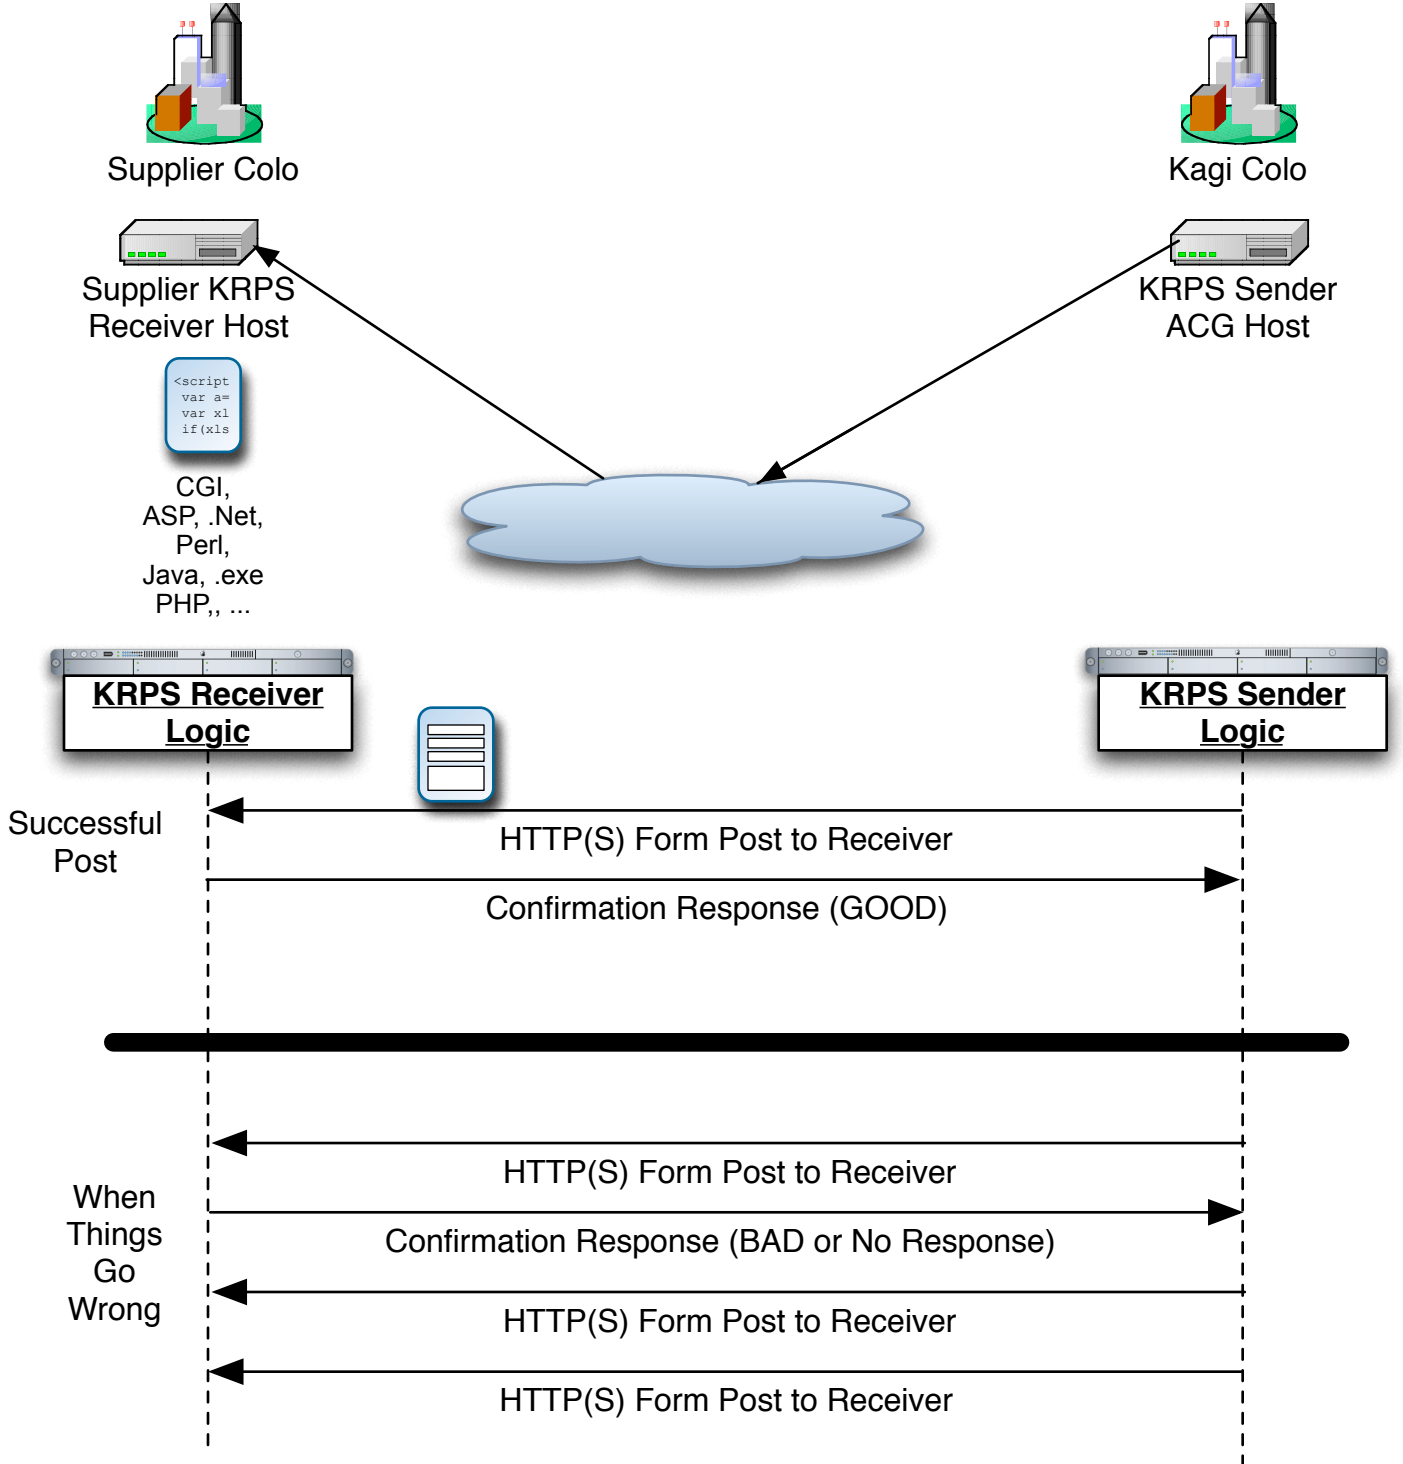 Supplier Colo
Kagi Colo
Supplier KRPS
Receiver Host
KRPS Sender
ACG Host
<script
var a=
var xl
if(xls
CGI,
ASP, .Net,
Perl,
Java, .exe
PHP,, ...
KRPS Receiver
Logic
KRPS Sender
Logic
Successful
Post
HTTP(S) Form Post to Receiver
Confirmation Response (GOOD)
When
Things
Go
Wrong
HTTP(S) Form Post to Receiver
Confirmation Response (BAD or No Response)
HTTP(S) Form Post to Receiver
HTTP(S) Form Post to Receiver